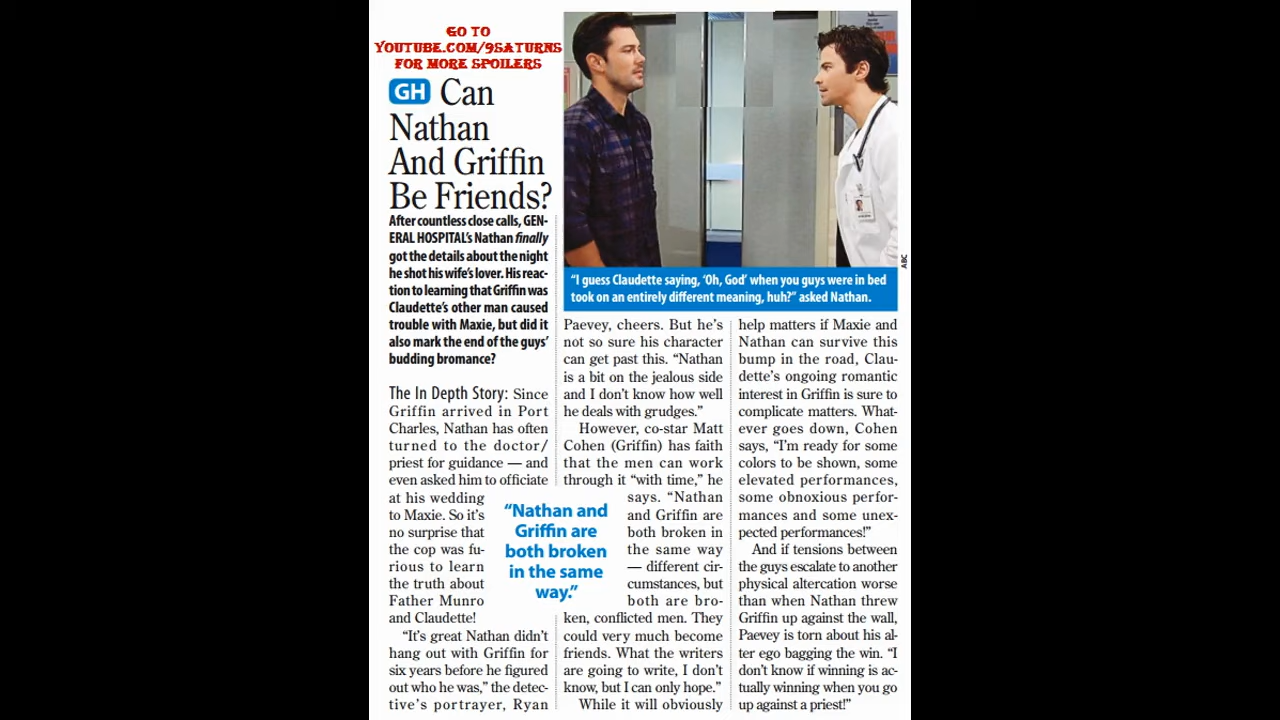 GO TO
YOUTUBE.COM/9SATURNS
FOR MORE SPOILERS
GH Can
Nathan
And Griffin
Be Friends?
After countless close calls, GEN-
ERAL HOSPITAL's Nathan finally
got the details about the night
he shot his wife's lover. His reac-
tion to learning that Griffin was
Claudette's other man caused
trouble with Maxie, but did it
also mark the end of the guys'
budding bromance?
The In Depth Story: Since
Griffin arrived in Port
Charles, Nathan has often
turned to the doctor/
priest for guidance — and
even asked him to officiate
at his wedding
to Maxie. So it's
no surprise that
the cop was fu-
rious to learn
the truth about
Father Munro
and Claudette!
"It's great Nathan didn't
hang out with Griffin for
six years before he figured
out who he was," the detec-
tive's portrayer, Ryan
"Nathan and
Griffin are
both broken
in the same
way."
ABC
"I guess Claudette saying, 'Oh, God' when you guys were in bed
took on an entirely different meaning, huh?" asked Nathan.
Paevey, cheers. But he's
not so sure his character
can get past this. "Nathan
is a bit on the jealous side
and I don't know how well
he deals with grudges."
However, co-star Matt
Cohen (Griffin) has faith
that the men can work
through it "with time," he
says. "Nathan
and Griffin are
both broken in
the same way
— different cir-
cumstances, but
both are bro-
ken, conflicted men. They
could very much become
friends. What the writers
are going to write, I don't
know, but I can only hope."
While it will obviously
help matters if Maxie and
Nathan can survive this
bump in the road, Clau-
dette's ongoing romantic
interest in Griffin is sure to
complicate matters. What-
ever goes down, Cohen
says, "I'm ready for some
colors to be shown, some
elevated performances,
some obnoxious perfor-
mances and some unex-
pected performances!"
And if tensions between
the guys escalate to another
physical altercation worse
than when Nathan threw
Griffin up against the wall,
Paevey is torn about his al-
ter ego bagging the win. "I
don't know if winning is ac-
tually winning when you go
up against a priest!"